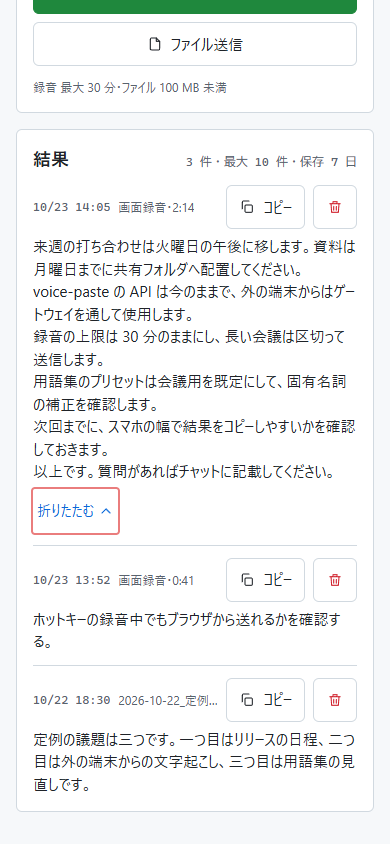 ファイル送信
録音 最大 30 分・ファイル 100 MB 未満
結果
3 件・最大 10 件・保存 7 日
10/23 14:05 画面録音・2:14 コピー
来週の打ち合わせは火曜日の午後に移します。資料は
月曜日までに共有フォルダへ配置してください。
voice-paste の API は今のままで、外の端末からはゲー
トウェイを通して使用します。
録音の上限は 30 分のままにし、長い会議は区切って
送信します。
用語集のプリセットは会議用を既定にして、固有名詞
の補正を確認します。
次回までに、スマホの幅で結果をコピーしやすいかを確認
しておきます。
以上です。質問があればチャットに記載してください。
折りたたむ
10/23 13:52 画面録音・0:41 コピー
ホットキーの録音中でもブラウザから送れるかを確認す
る。
10/22 18:30 2026-10-22_定例... コピー
定例の議題は三つです。一つ目はリリースの日程、二つ
目は外の端末からの文字起こし、三つ目は用語集の見
直しです。